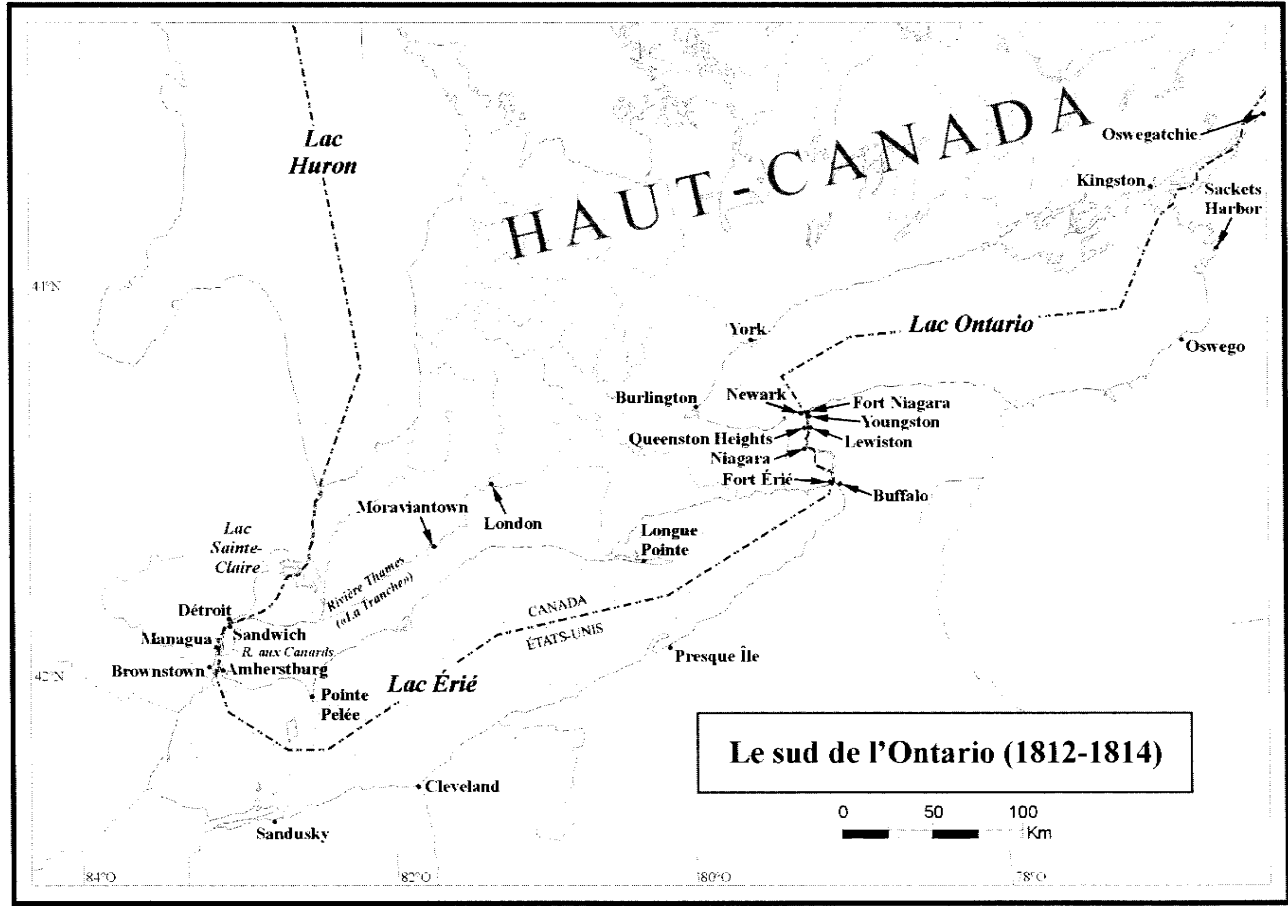 Lac
Huron
HAUT-CANADA
Oswegatchie
Kingston
Sackets
Harbor
44°N
Lac Ontario
York
Oswego
Burlington
Newark
Fort Niagara
Youngston
Queenston Heights
Lewiston
Niagara
Fort Érié
Buffalo
Moraviantown
London
Longue
Pointe
Lac
Sainte-
Claire
Rivière Thames
(«La Tranche»)
Détroit
Sandwich
Managua
R. aux Canards
Brownstown
Amherstburg
CANADA
ÉTATS-UNIS
Presque Île
42°N
Lac Érié
Pointe
Pelée
Le sud de l'Ontario (1812-1814)
Cleveland
Sandusky
0 50 100
Km
84°O
82°O
80°O
78°O